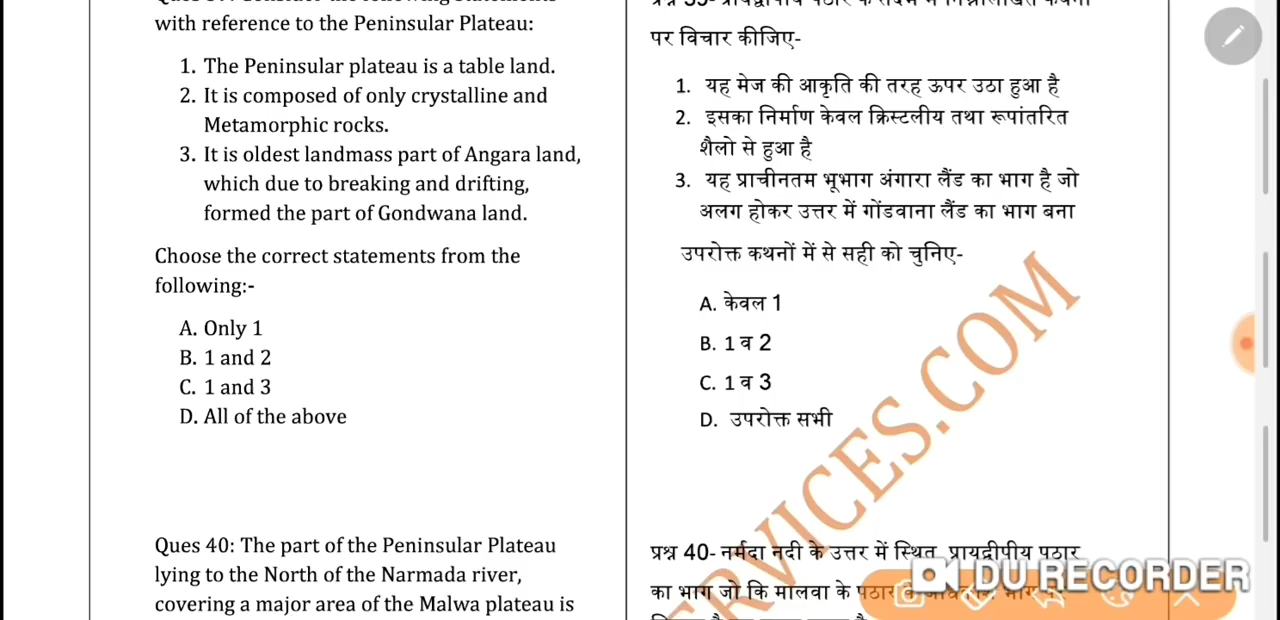 with reference to the Peninsular Plateau:
1. The Peninsular plateau is a table land.
2. It is composed of only crystalline and
Metamorphic rocks.
3. It is oldest landmass part of Angara land,
which due to breaking and drifting,
formed the part of Gondwana land.
Choose the correct statements from the
following:-
A. Only 1
B. 1 and 2
C. 1 and 3
D. All of the above
Ques 40: The part of the Peninsular Plateau
lying to the North of the Narmada river,
covering a major area of the Malwa plateau is
पर विचार कीजिए-
1. यह मेज की आकृति की तरह ऊपर उठा हुआ है
2. इसका निर्माण केवल क्रिस्टलीय तथा रूपांतरित
शैलो से हुआ है
3. यह प्राचीनतम भूभाग अंगारा लैंड का भाग है जो
अलग होकर उत्तर में गोंडवाना लैंड का भाग बना
उपरोक्त कथनों में से सही को चुनिए-
A. केवल 1
B. 1 व 2
C. 1 व 3
D. उपरोक्त सभी
प्रश्न 40- नर्मदा नदी के उत्तर में स्थित प्रायद्वीपीय पठार
का भाग जो कि मालवा के पठार
ERVICES.COM
DU RECORDER